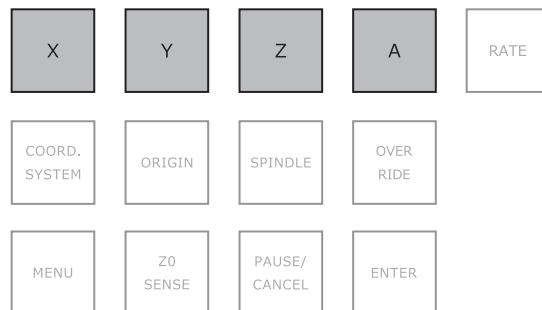 X
Y
Z
A
RATE
COORD.
SYSTEM
ORIGIN
SPINDLE
OVER
RIDE
MENU
Z0
SENSE
PAUSE/
CANCEL
ENTER